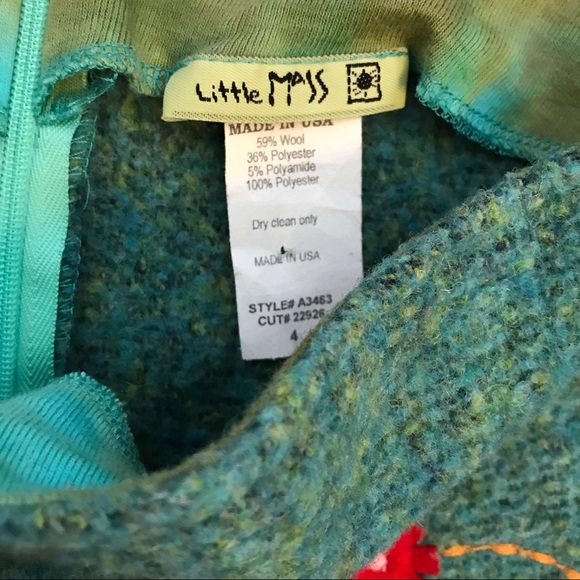 Little MASS
MADE IN USA
59% Wool
36% Polyester
5% Polyamide
100% Polyester
Dry clean only
MADE IN USA
STYLE# A3463
CUT# 22926
4